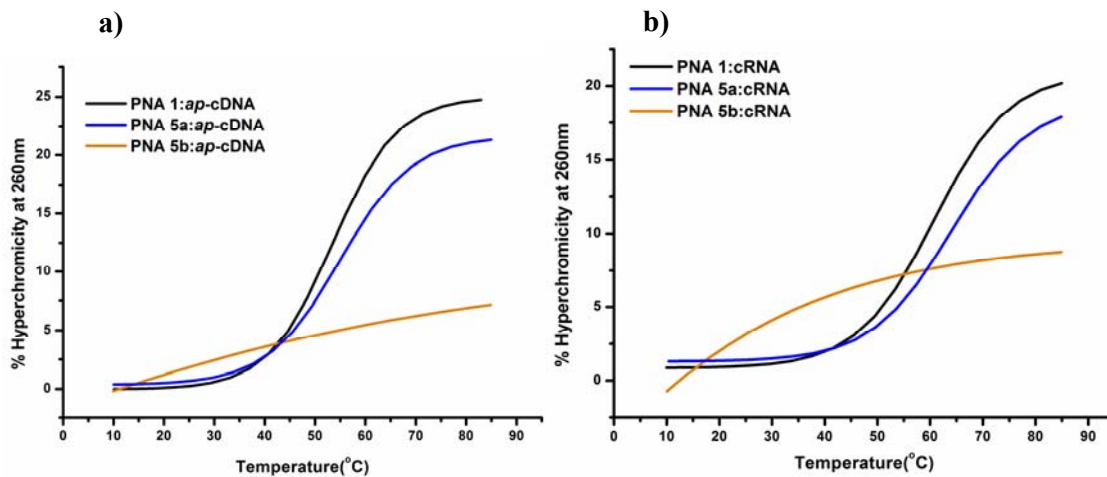 a)
PNA 1:ap-cDNA
PNA 5a:ap-cDNA
PNA 5b:ap-cDNA
% Hyperchromicity at 260nm
25
20
15
10
5
0
0 10 20 30 40 50 60 70 80 90
Temperature(°C)
b)
PNA 1:cRNA
PNA 5a:cRNA
PNA 5b:cRNA
% Hyperchromicity at 260nm
20
15
10
5
0
0 10 20 30 40 50 60 70 80 90
Temperature(°C)